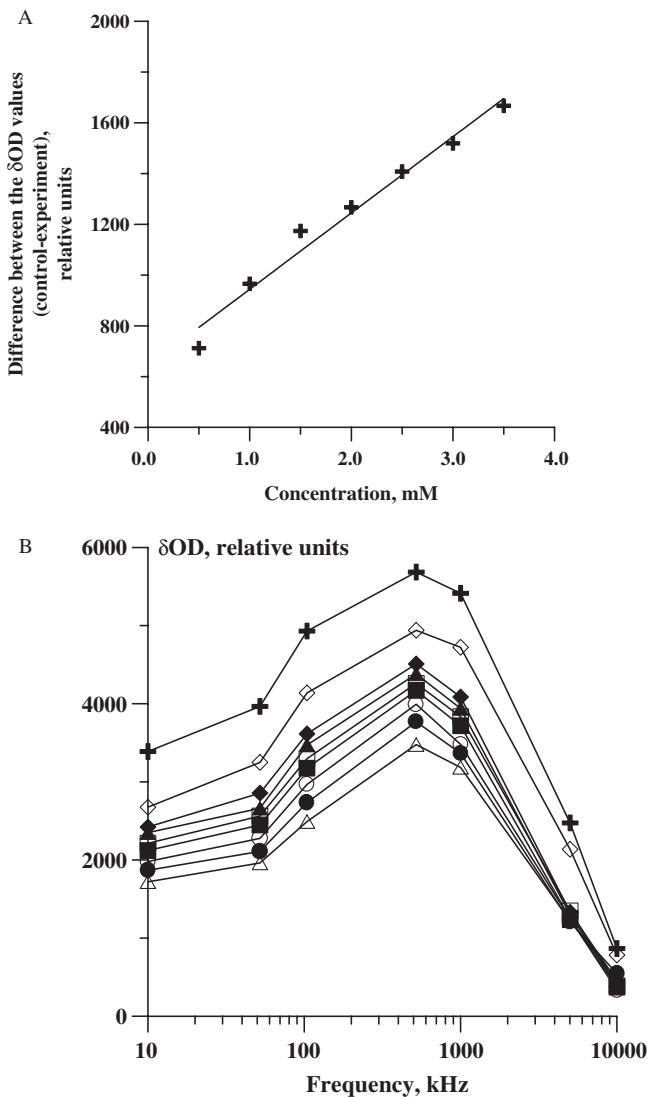 A
2000
1600
1200
800
400
Difference between the δOD values
(control-experiment),
relative units
0.0 1.0 2.0 3.0 4.0
Concentration, mM
B
6000
δOD, relative units
4000
2000
0
10 100 1000 10000
Frequency, kHz